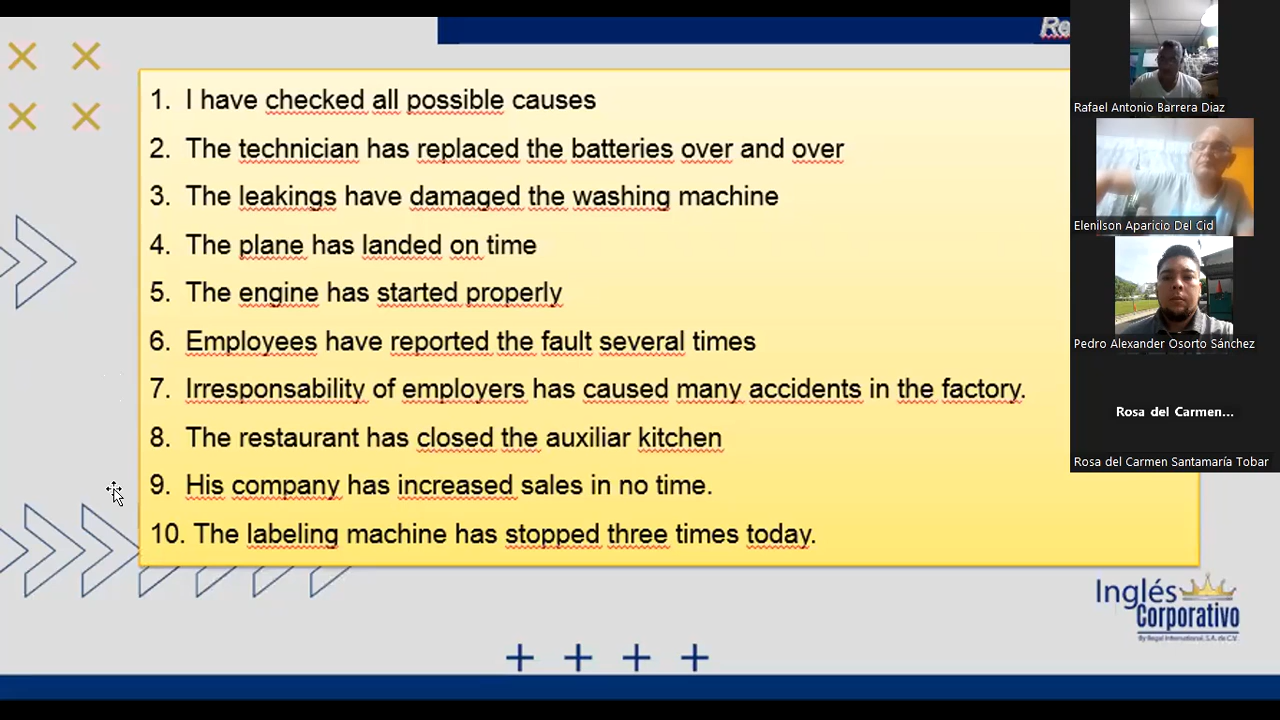 1. I have checked all possible causes
2. The technician has replaced the batteries over and over
3. The leakings have damaged the washing machine
4. The plane has landed on time
5. The engine has started properly
6. Employees have reported the fault several times
7. Irresponsability of employers has caused many accidents in the factory.
8. The restaurant has closed the auxiliar kitchen
9. His company has increased sales in no time.
10. The labeling machine has stopped three times today.
Rafael Antonio Barrera Diaz
Elenilson Aparicio Del Cid
Pedro Alexander Osorto Sánchez
Rosa del Carmen...
Rosa del Carmen Santamaría Tobar
Inglés
Corporativo